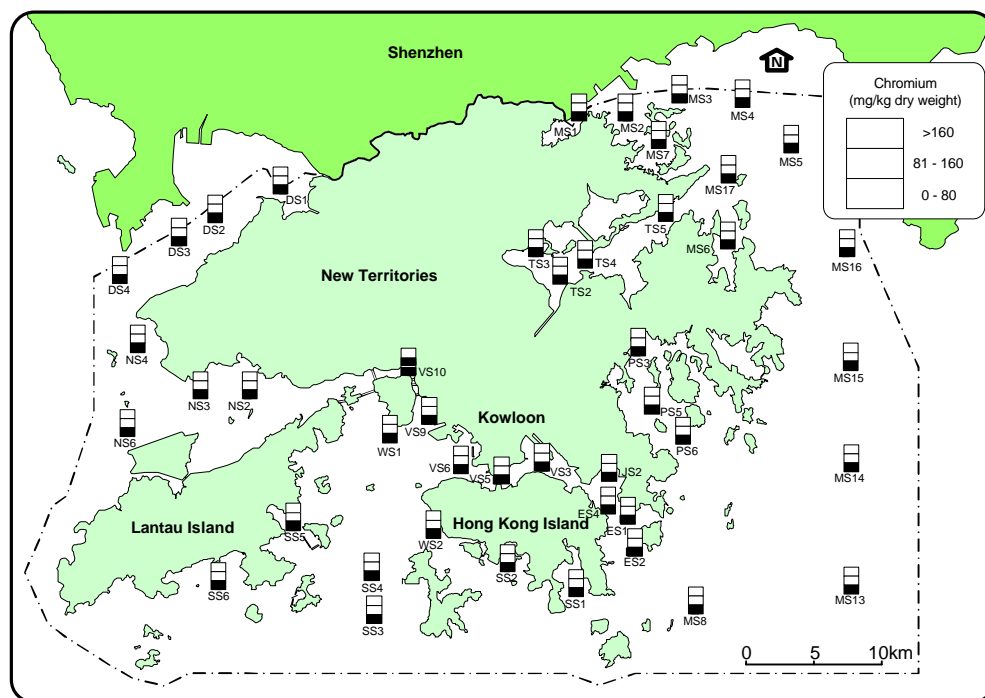 Shenzhen
N
Chromium
(mg/kg dry weight)
>160
81 - 160
0 - 80
MS1
MS2
MS3
MS4
MS5
MS7
MS17
DS1
DS2
DS3
DS4
TS5
MS6
TS3
TS4
TS2
MS16
New Territories
NS4
PS3
MS15
VS10
NS3
NS2
PS5
Kowloon
VS9
NS6
WS1
PS6
VS6
VS5
VS3
JS2
MS14
ES4
Lantau Island
Hong Kong Island
ES1
SS5
WS2
ES2
SS2
SS4
SS6
SS1
MS13
SS3
MS8
0 5 10km